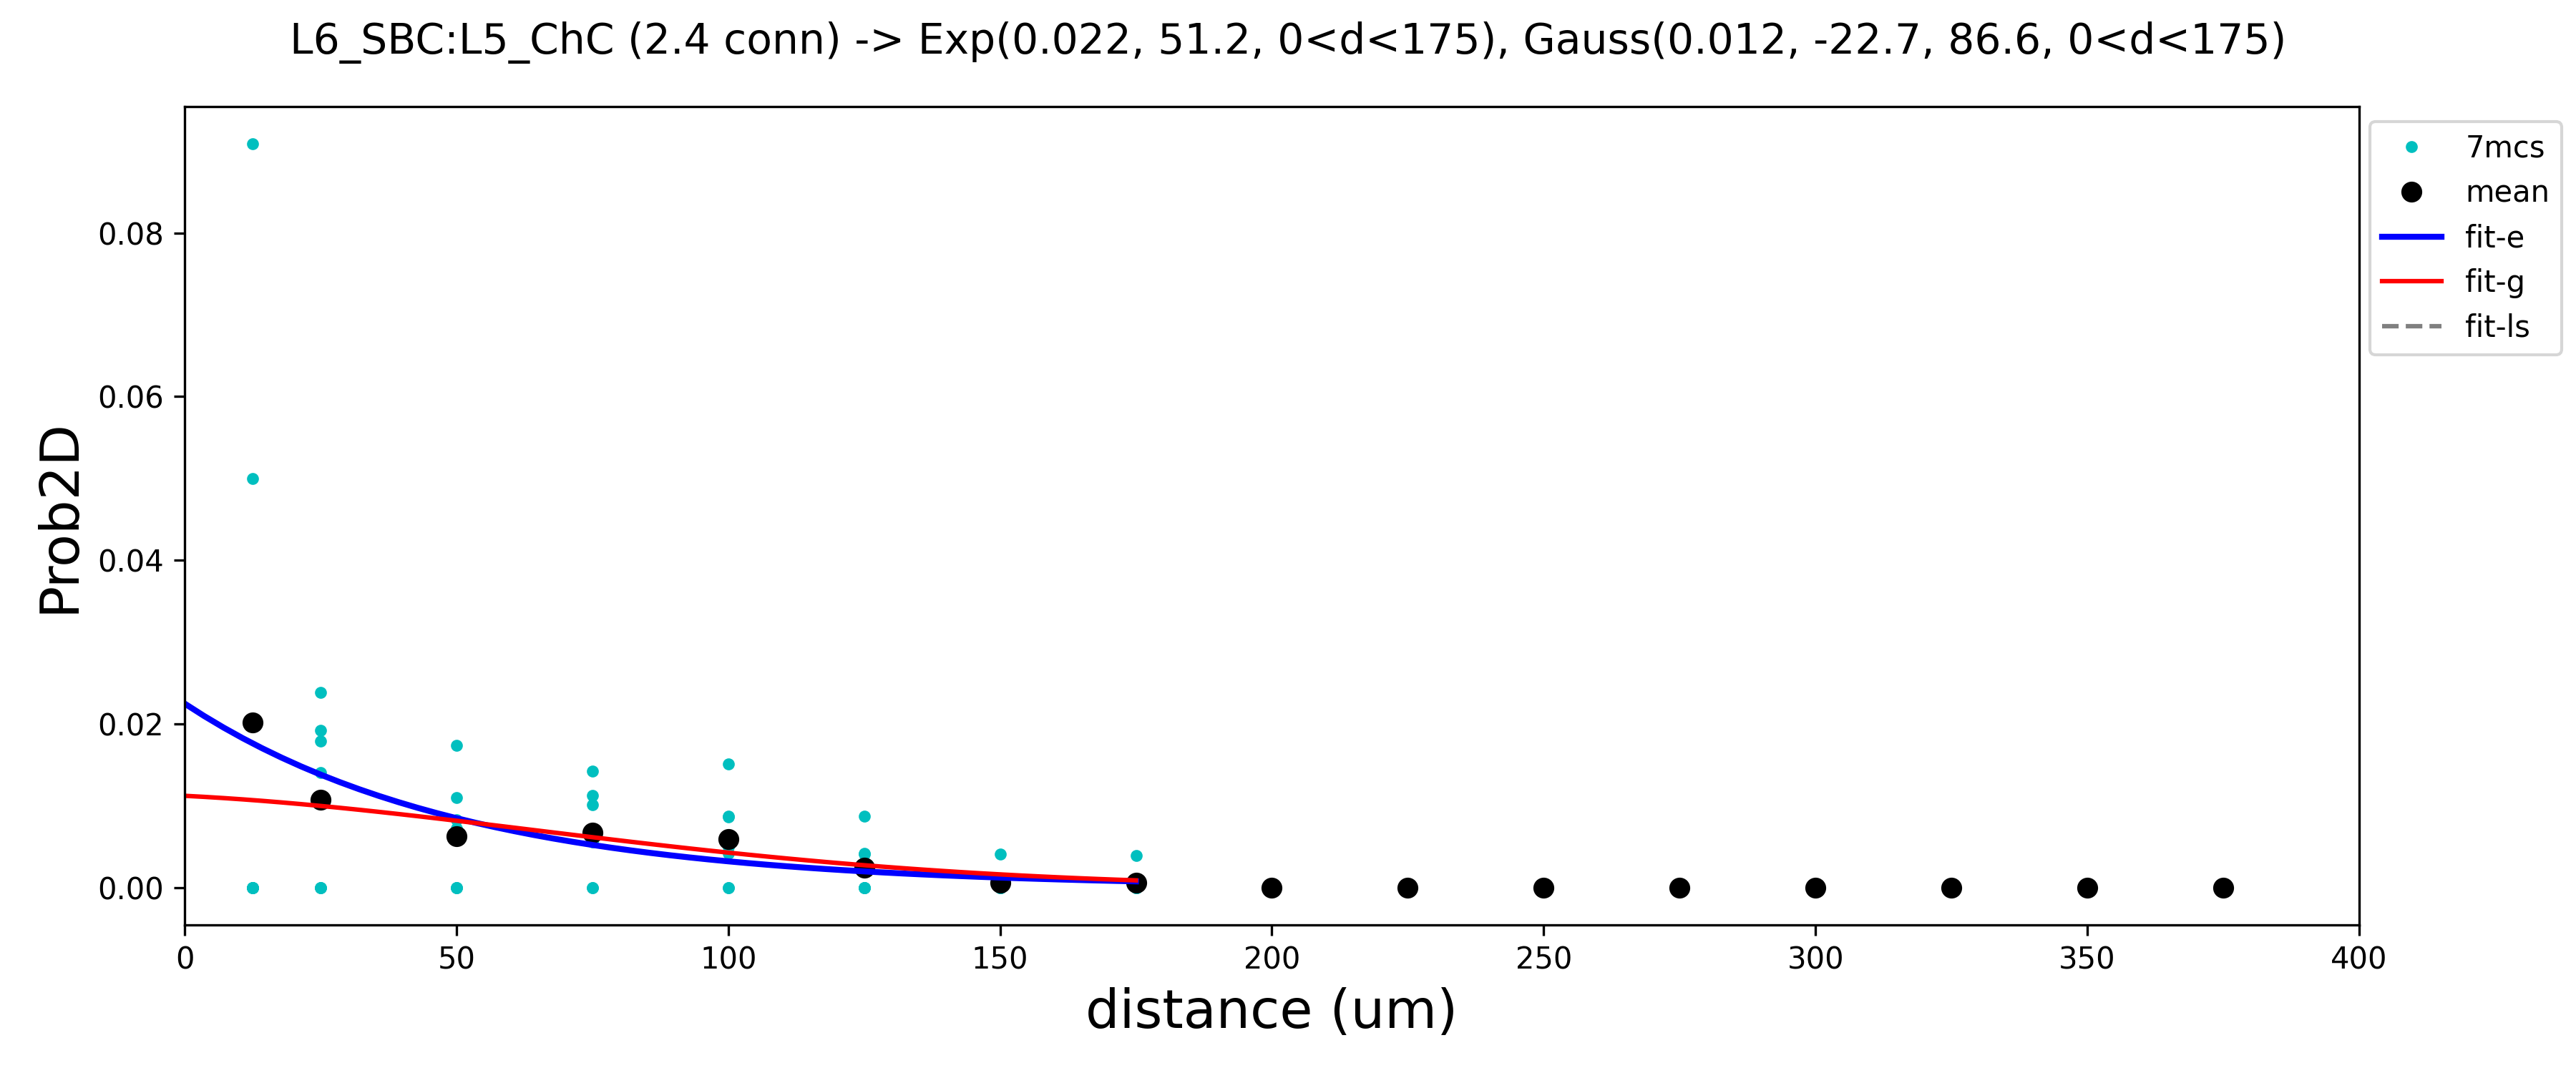 L6_SBC:L5_ChC (2.4 conn) -> Exp(0.022, 51.2, 0<d<175), Gauss(0.012, -22.7, 86.6, 0<d<175)
7mcs
mean
fit-e
fit-g
fit-ls
Prob2D
0.08
0.06
0.04
0.02
0.00
0 50 100 150 200 250 300 350 400
distance (um)